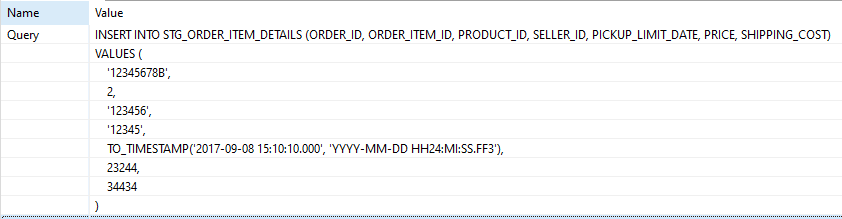 Name Value
Query INSERT INTO STG_ORDER_ITEM_DETAILS (ORDER_ID, ORDER_ITEM_ID, PRODUCT_ID, SELLER_ID, PICKUP_LIMIT_DATE, PRICE, SHIPPING_COST)
VALUES (
'12345678B',
2,
'123456',
'12345',
TO_TIMESTAMP('2017-09-08 15:10:10.000', 'YYYY-MM-DD HH24:MI:SS.FF3'),
23244,
34434
)